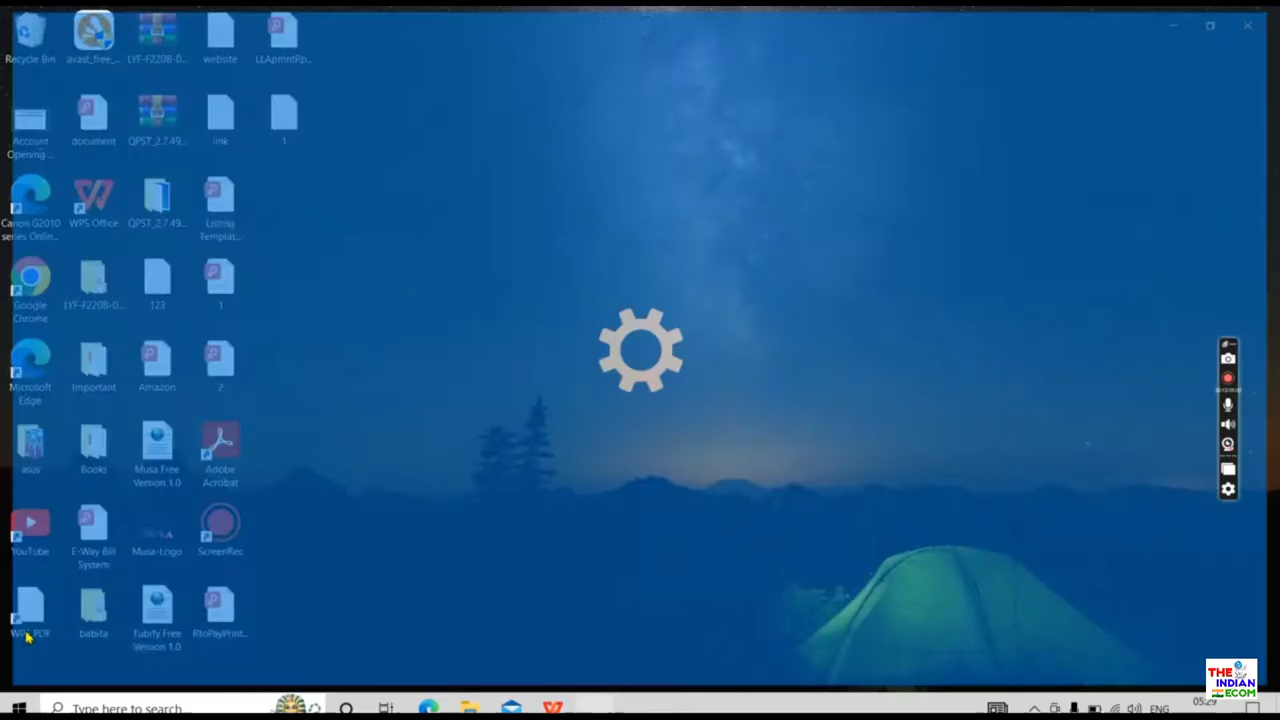 Recycle Bin
avast_free_...
LYF-F220B-0...
website
LLApmntRp...
Account
Opening ...
document
QPST_2.7.49...
link
1
Canon G2010
series Onlin...
WPS Office
QPST_2.7.49...
Listing
Templat...
Google
Chrome
LYF-F220B-0...
123
1
Microsoft
Edge
Important
Amazon
2
asus
Books
Musa Free
Version 1.0
Adobe
Acrobat
YouTube
E-Way Bill
System
Musa-Logo
ScreenRec
WPS PDF
babita
Tubify Free
Version 1.0
RtoPayPrint...
THE
INDIAN
ECOM
Type here to search
ENG
05:29